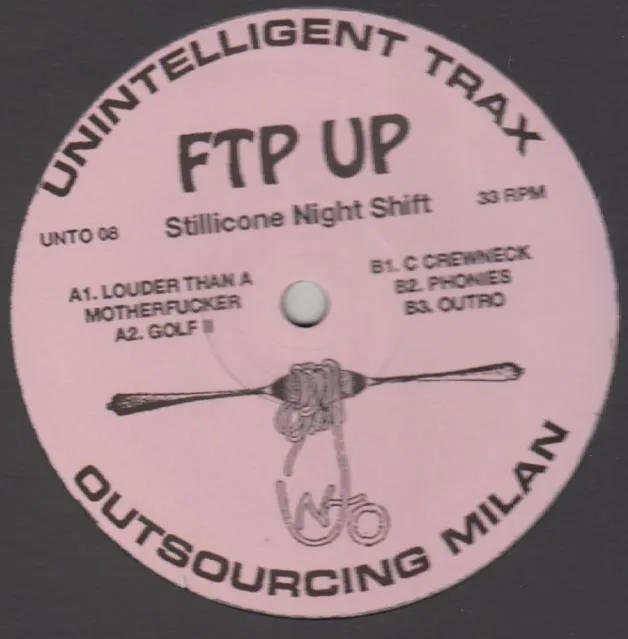 UNINTELLIGENT TRAX
FTP UP
Stillicone Night Shift
33 RPM
UNTO 08
A1. LOUDER THAN A
MOTHERFUCKER
A2. GOLF II
B1. C CREWNECK
B2. PHONIES
B3. OUTRO
UNTO
OUTSOURCING MILAN